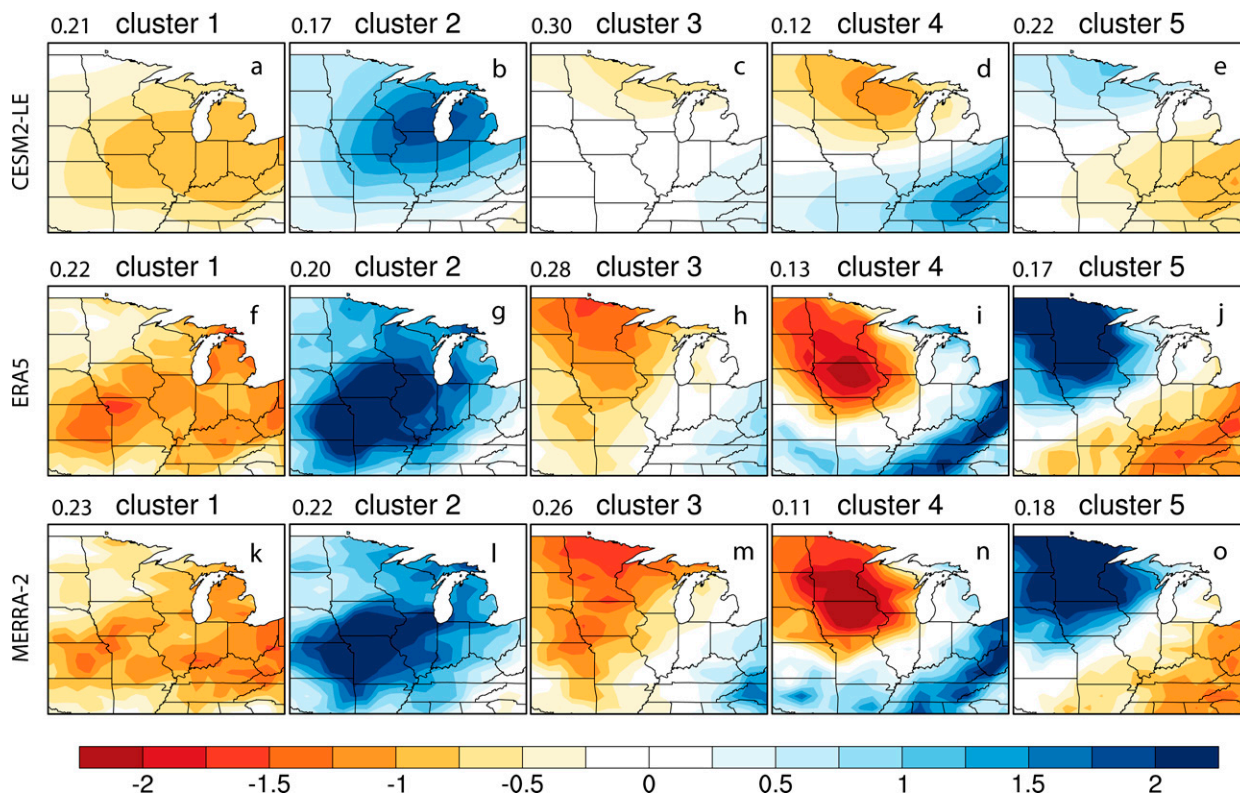 0.21 cluster 1 0.17 cluster 2 0.30 cluster 3 0.12 cluster 4 0.22 cluster 5
a b c d e
CESM2-LE
0.22 cluster 1 0.20 cluster 2 0.28 cluster 3 0.13 cluster 4 0.17 cluster 5
f g h i j
ERA5
0.23 cluster 1 0.22 cluster 2 0.26 cluster 3 0.11 cluster 4 0.18 cluster 5
k l m n o
MERRA-2
-2 -1.5 -1 -0.5 0 0.5 1 1.5 2